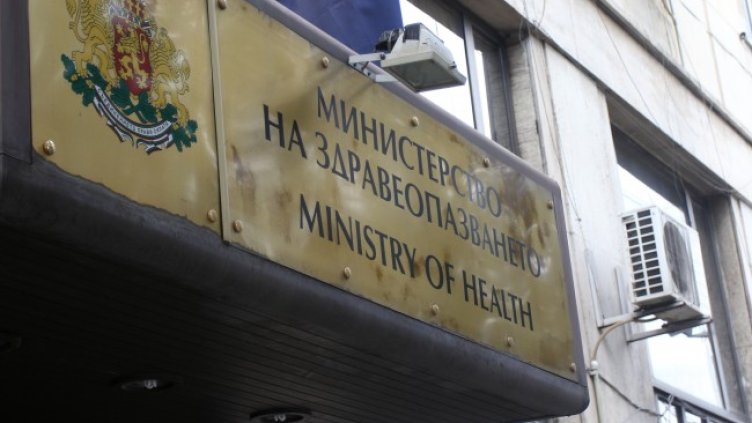 МИНИСТЕРСТВО
НА ЗДРАВЕОПАЗВАНЕТО
MINISTRY OF HEALTH